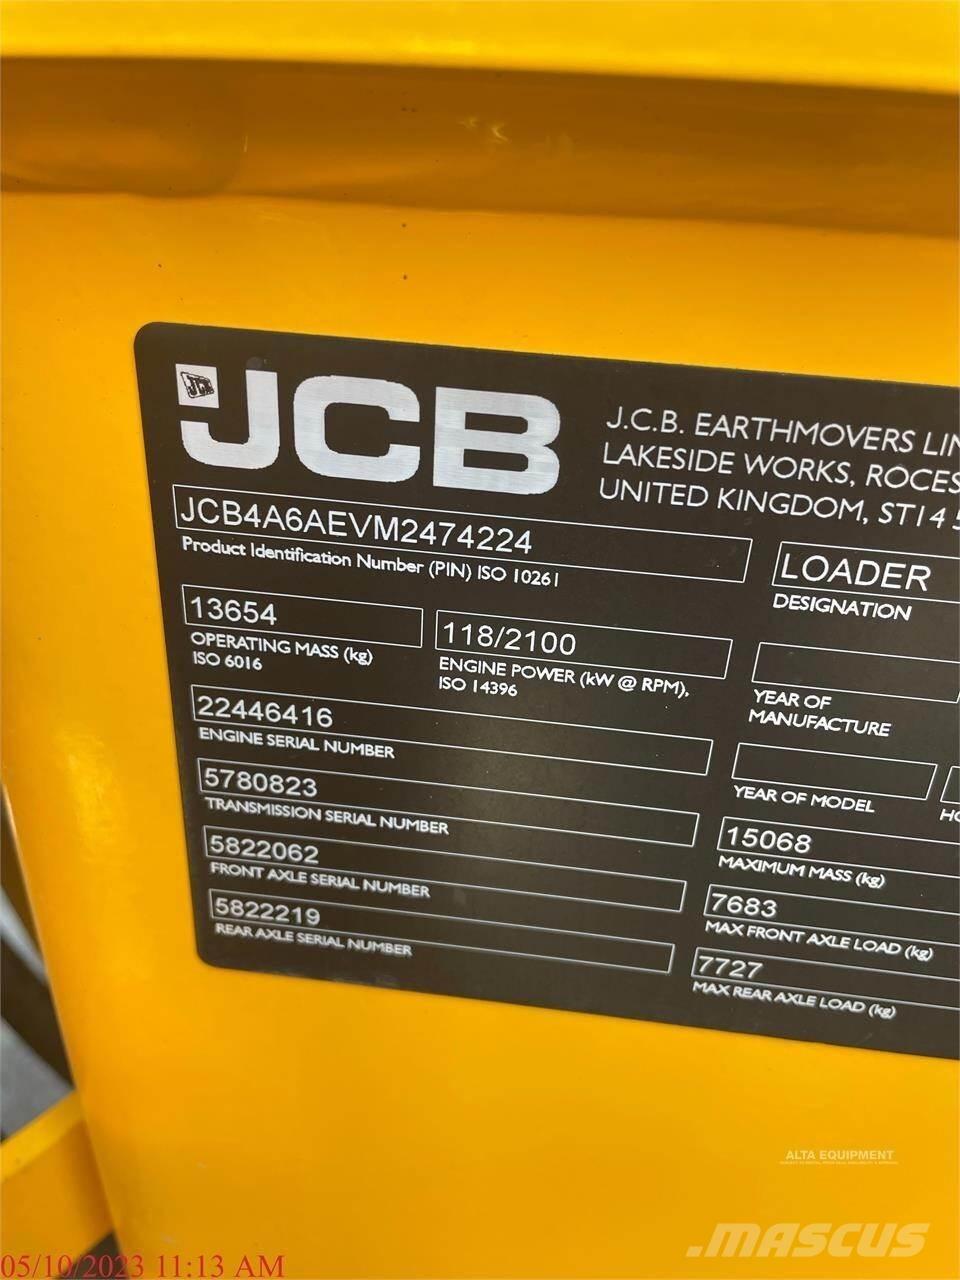 JCB
JCB
J.C.B. EARTHMOVERS
LAKESIDE WORKS,
UNITED KINGDOM, ST14
JCB4A6AEVM2474224
Product Identification Number (PIN) ISO 10261
LOADER
DESIGNATION
13654
OPERATING MASS (kg)
ISO 6016
118/2100
ENGINE POWER (kW @ RPM),
ISO 14396
YEAR OF
MANUFACTURE
22446416
ENGINE SERIAL NUMBER
YEAR OF MODEL
5780823
TRANSMISSION SERIAL NUMBER
15068
MAXIMUM MASS (kg)
5822062
FRONT AXLE SERIAL NUMBER
7683
MAX FRONT AXLE LOAD (kg)
5822219
REAR AXLE SERIAL NUMBER
7727
MAX REAR AXLE LOAD (kg)
ALTA EQUIPMENT
.MASCUS
05/10/2023 11:13 AM